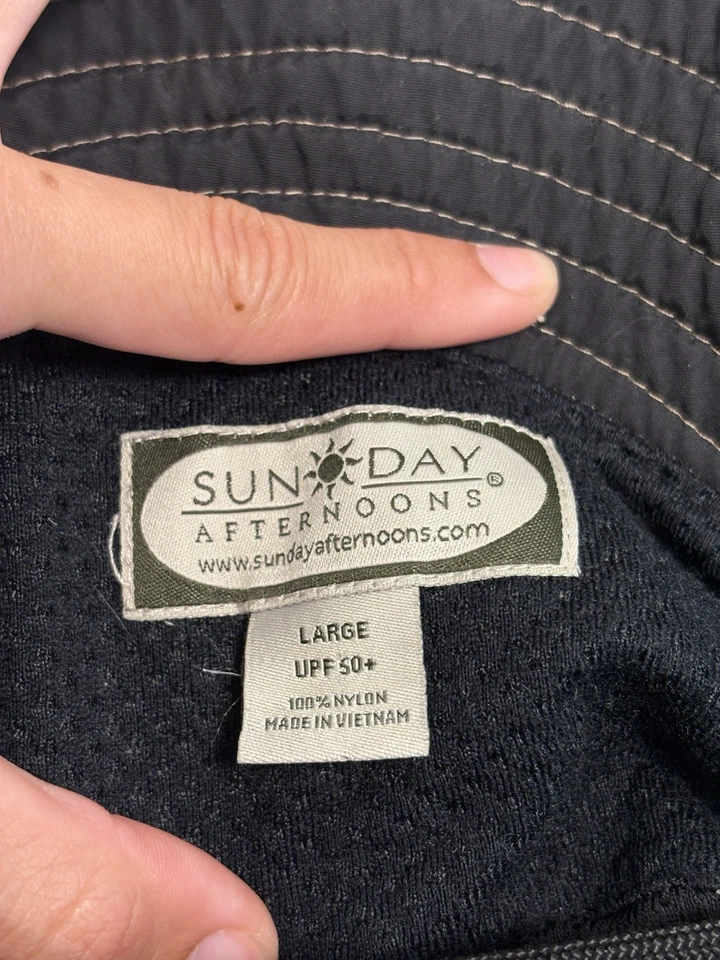 SUN DAY®
AFTERNOONS
www.sundayafternoons.com
LARGE
UPF 50+
100% NYLON
MADE IN VIETNAM